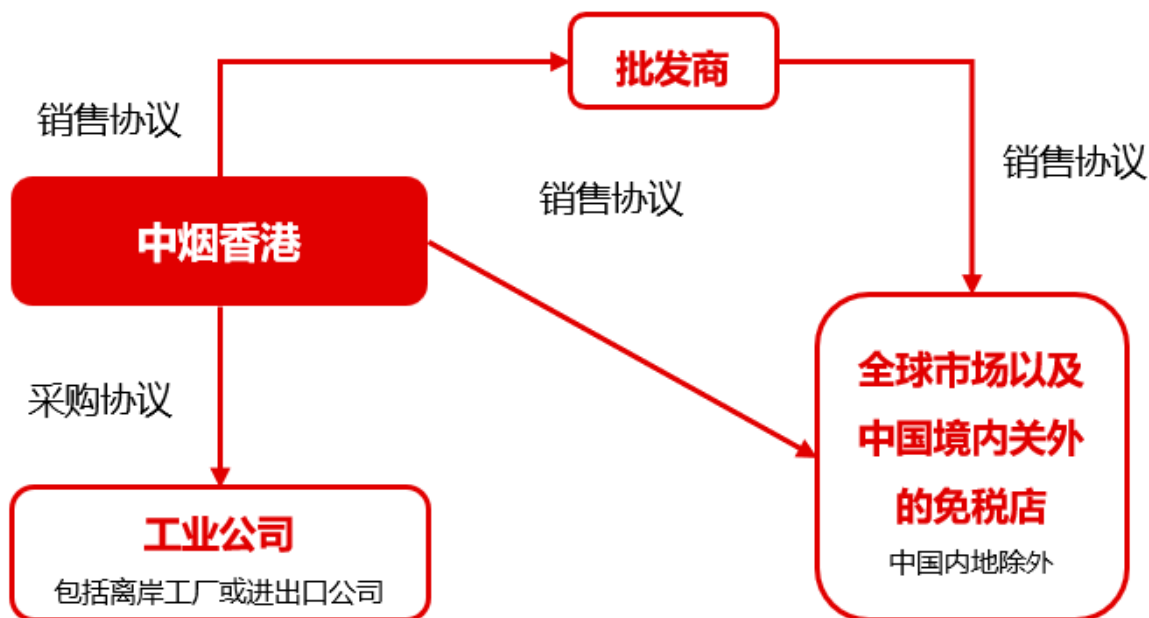 批发商
销售协议
销售协议
销售协议
中烟香港
采购协议
全球市场以及
中国境内关外
的免税店
中国内地除外
工业公司
包括离岸工厂或进出口公司